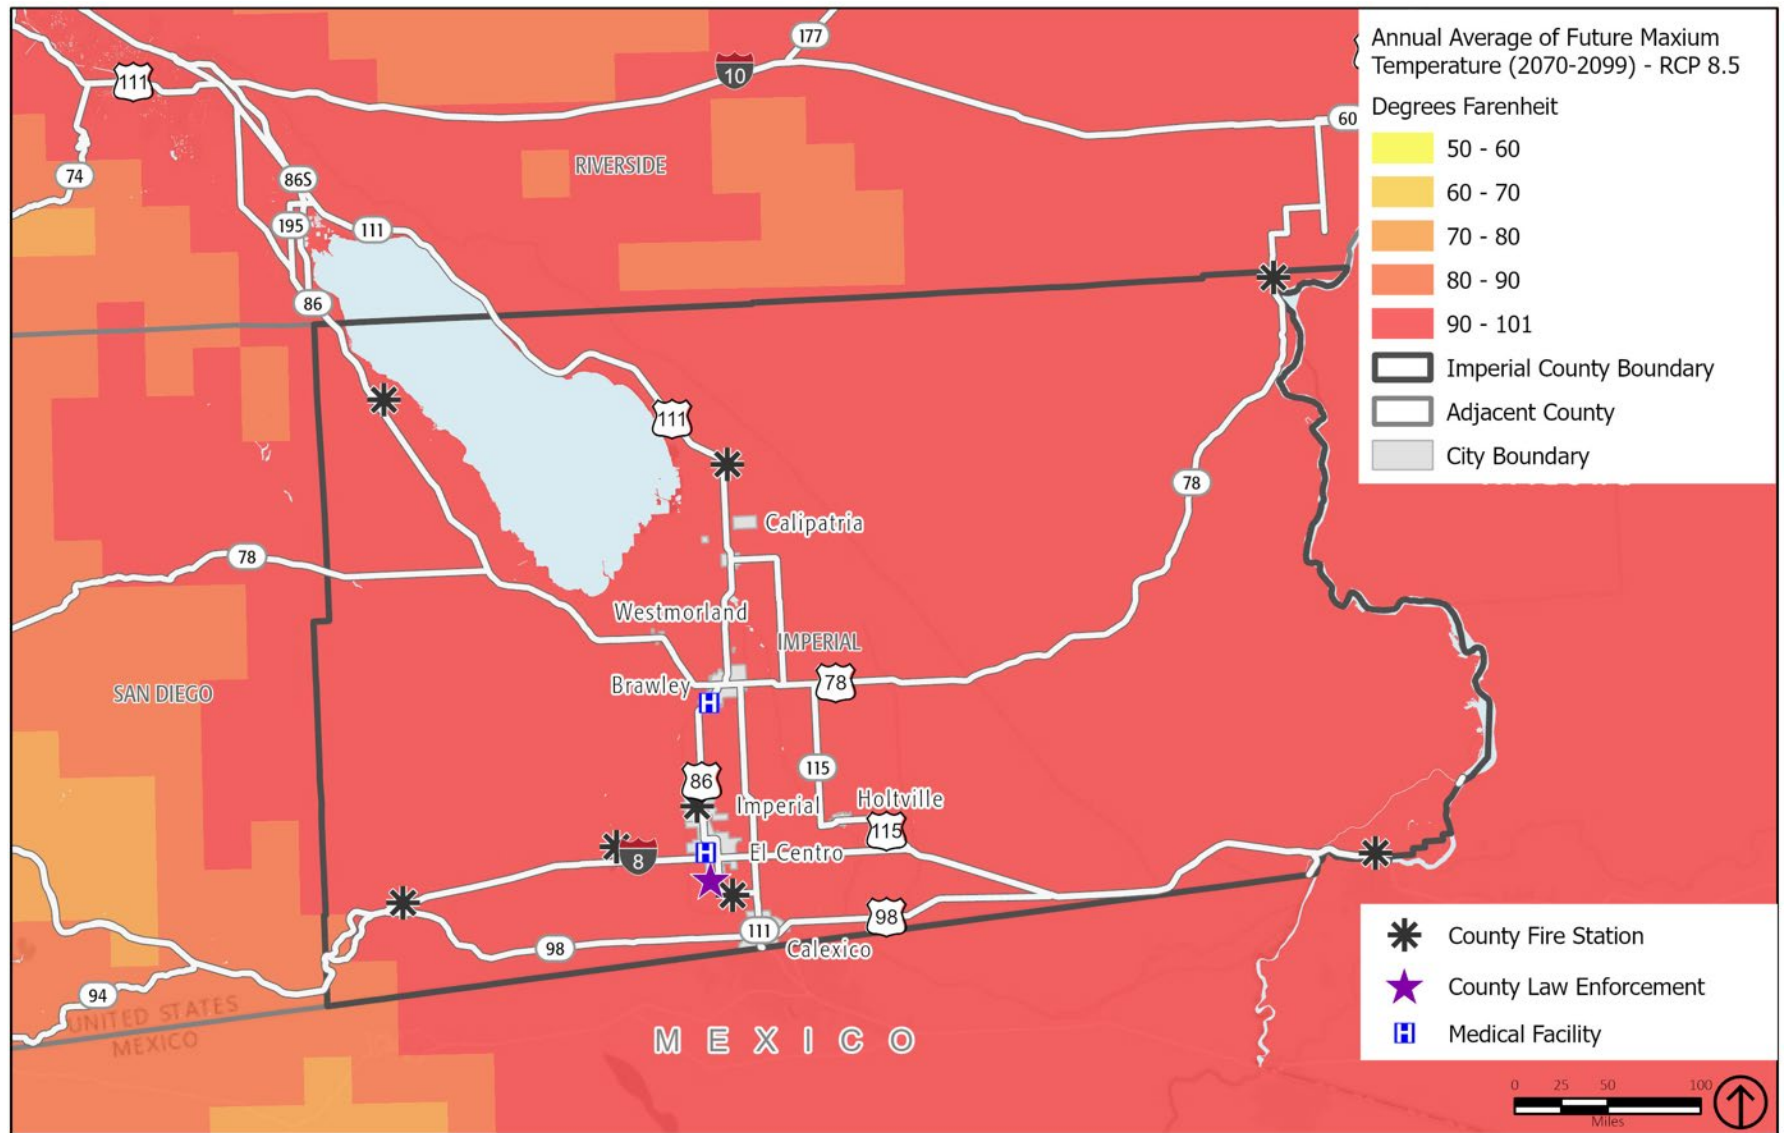 Annual Average of Future Maxium
Temperature (2070-2099) - RCP 8.5
Degrees Farenheit
50 - 60
60 - 70
70 - 80
80 - 90
90 - 101
Imperial County Boundary
Adjacent County
City Boundary
177
10
111
60
RIVERSIDE
74
86S
195
111
86
111
78
Calipatria
78
Westmorland
IMPERIAL
SAN DIEGO
Brawley
H
78
115
86
Imperial
Holtville
115
8
H
El Centro
98
111
98
Calexico
94
UNITED STATES
MEXICO
MEXICO
County Fire Station
County Law Enforcement
H
Medical Facility
0 25 50 100
Miles